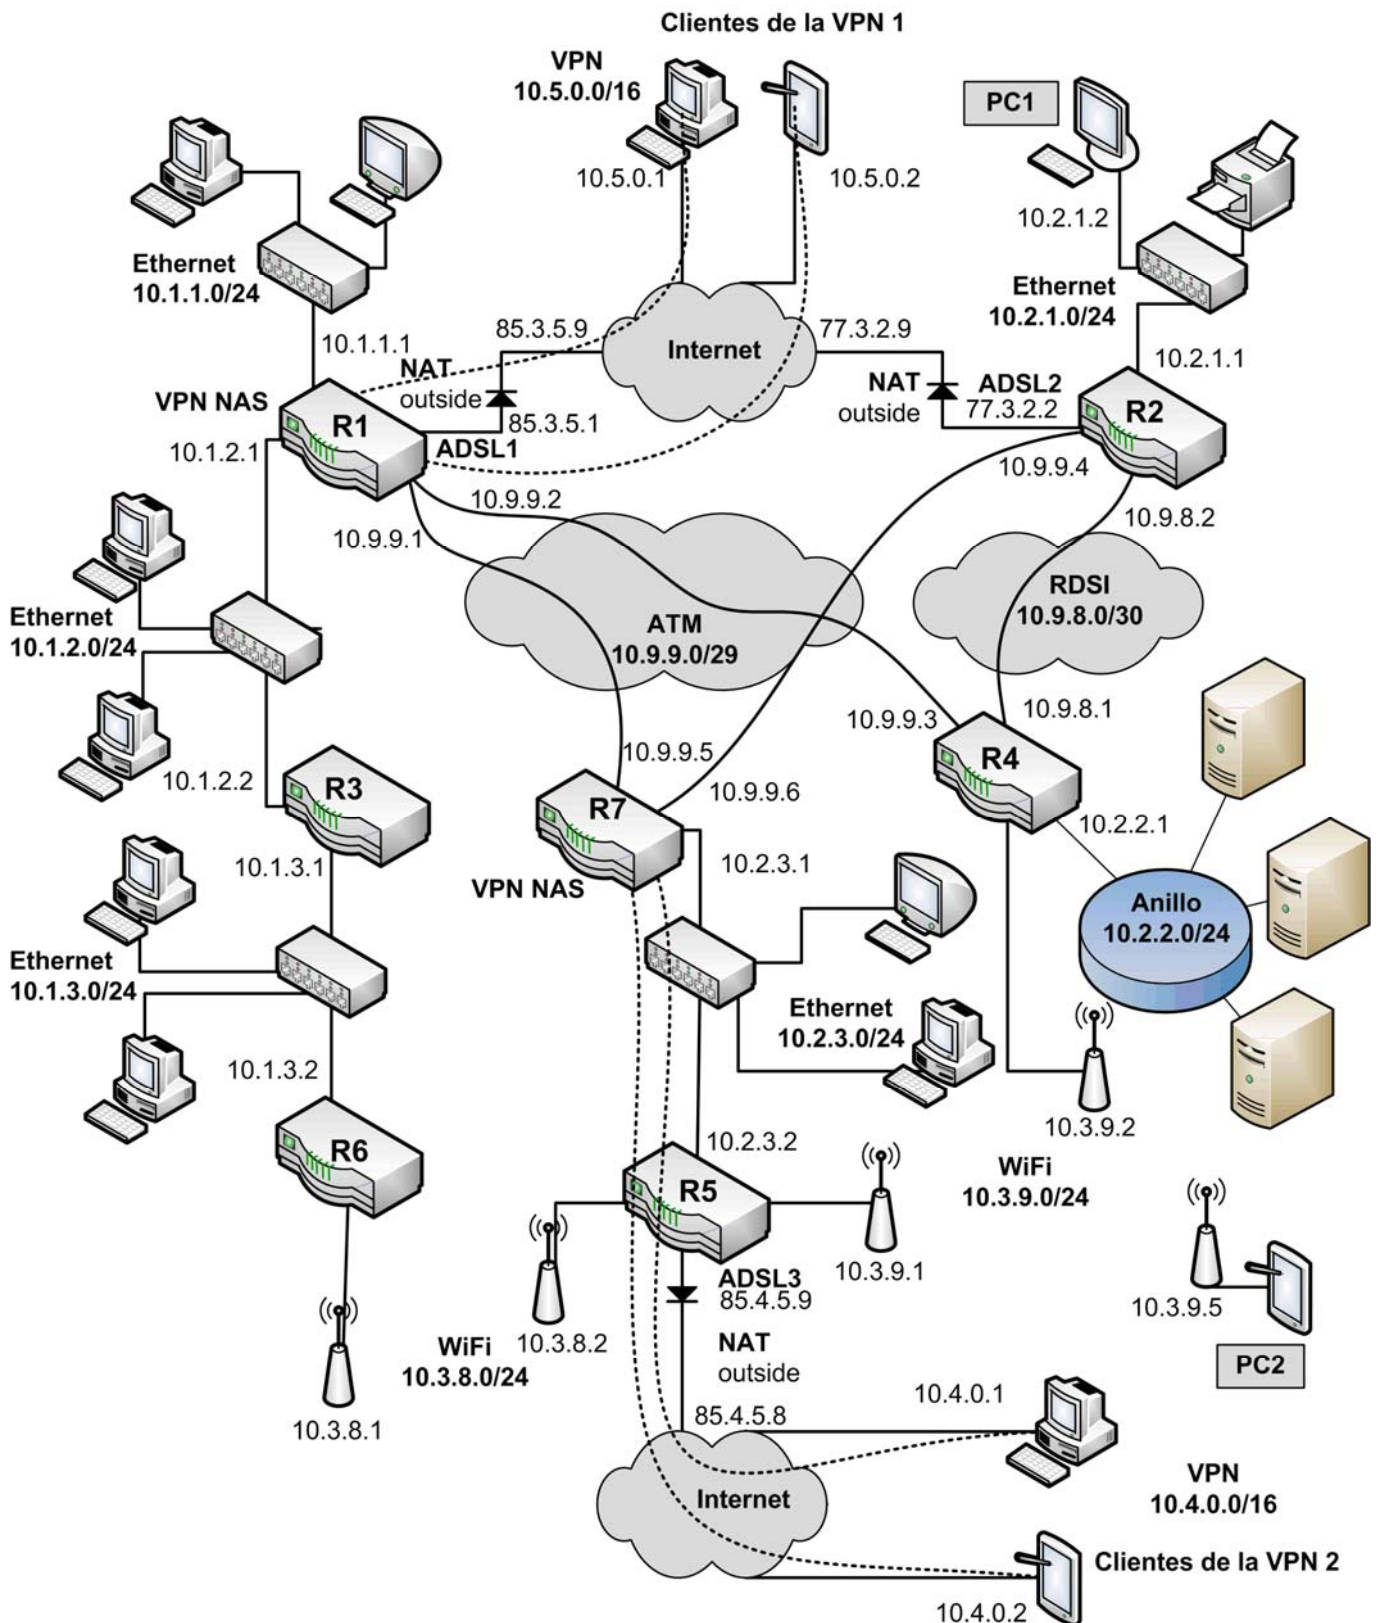 Clientes de la VPN 1
VPN
10.5.0.0/16
PC1
10.5.0.1
10.5.0.2
10.2.1.2
Ethernet
10.1.1.0/24
Ethernet
10.2.1.0/24
85.3.5.9
Internet
77.3.2.9
10.1.1.1
10.2.1.1
NAT
outside
VPN NAS
R1
85.3.5.1
ADSL1
NAT
outside
ADSL2
77.3.2.2
R2
10.1.2.1
10.9.9.2
10.9.9.1
10.9.9.4
10.9.8.2
RDSI
10.9.8.0/30
Ethernet
10.1.2.0/24
ATM
10.9.9.0/29
10.9.9.3
10.9.8.1
10.1.2.2
R3
10.9.9.5
R4
10.9.9.6
R7
10.2.2.1
10.1.3.1
10.2.3.1
VPN NAS
Anillo
10.2.2.0/24
Ethernet
10.1.3.0/24
Ethernet
10.2.3.0/24
10.1.3.2
10.3.9.2
R6
10.2.3.2
WiFi
10.3.9.0/24
R5
10.3.9.1
ADSL3
85.4.5.9
10.3.9.5
10.3.8.2
WiFi
10.3.8.0/24
NAT
outside
PC2
10.3.8.1
85.4.5.8
10.4.0.1
Internet
VPN
10.4.0.0/16
Clientes de la VPN 2
10.4.0.2